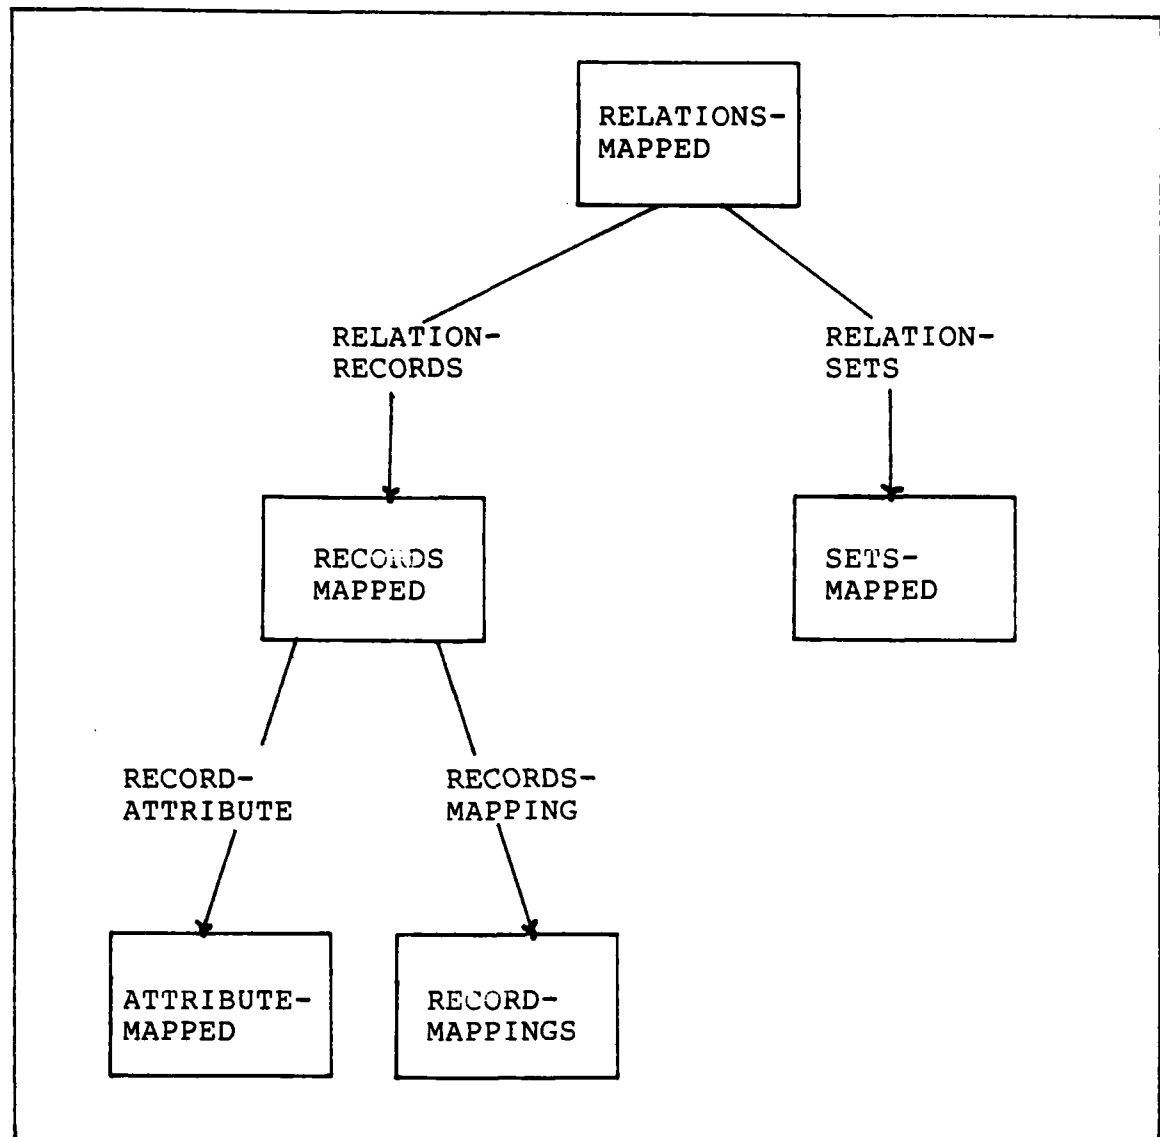 RELATIONS-
MAPPED
RELATION-
RECORDS
RELATION-
SETS
RECORDS
MAPPED
SETS-
MAPPED
RECORD-
ATTRIBUTE
RECORDS-
MAPPING
ATTRIBUTE-
MAPPED
RECORD-
MAPPINGS